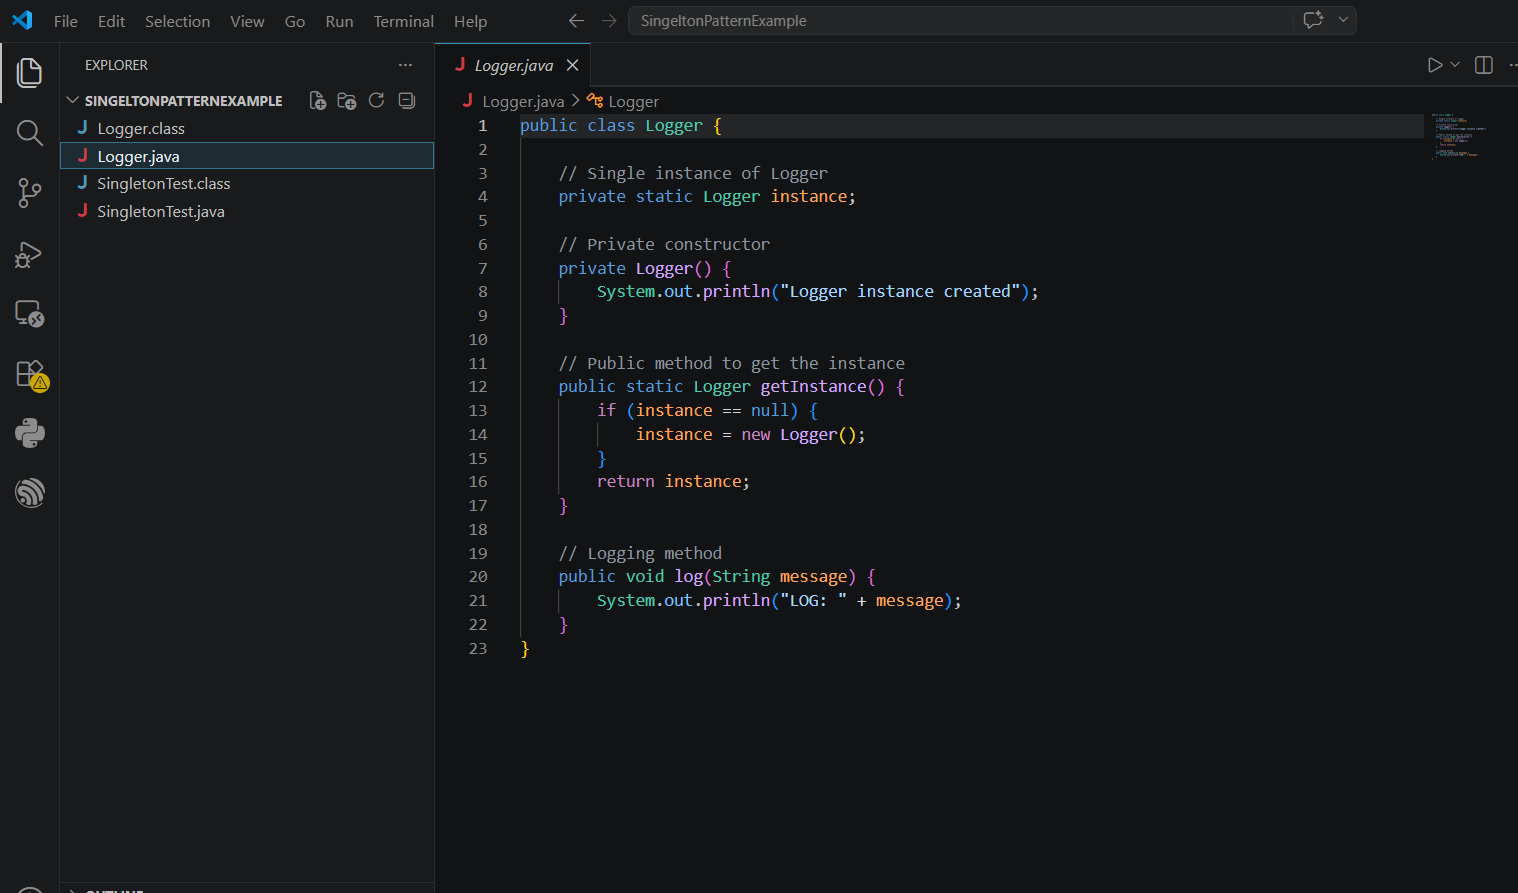 File Edit Selection View Go Run Terminal Help
SingeltonPatternExample
EXPLORER
SINGELTONPATTERNEXAMPLE
Logger.class
Logger.java
SingletonTest.class
SingletonTest.java
Logger.java
Logger.java > Logger
1 public class Logger {
2
3 // Single instance of Logger
4 private static Logger instance;
5
6 // Private constructor
7 private Logger() {
8 System.out.println("Logger instance created");
9 }
10
11 // Public method to get the instance
12 public static Logger getInstance() {
13 if (instance == null) {
14 instance = new Logger();
15 }
16 return instance;
17 }
18
19 // Logging method
20 public void log(String message) {
21 System.out.println("LOG: " + message);
22 }
23 }
OUTLINE